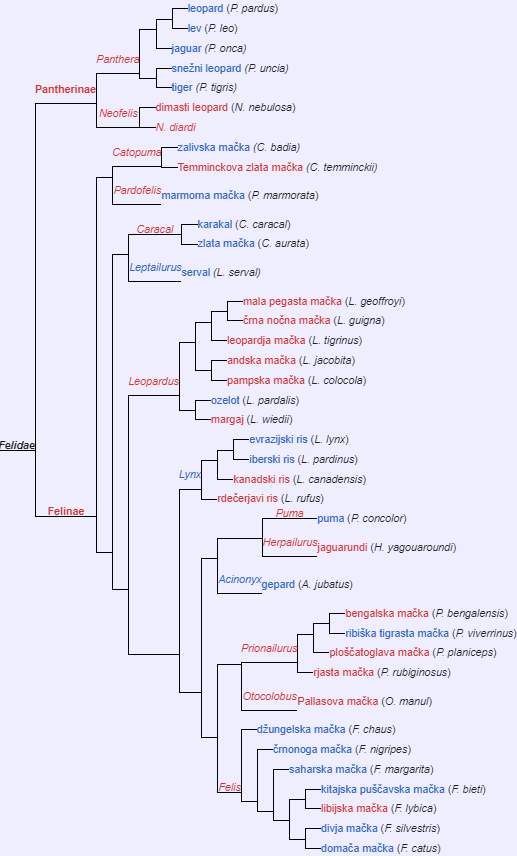 leopard (P. pardus)
lev (P. leo)
jaguar (P. onca)
Panthera
snežni leopard (P. uncia)
tiger (P. tigris)
Pantherinae
dimasti leopard (N. nebulosa)
Neofelis
N. diardi
zalivska mačka (C. badia)
Catopuma
Temminckova zlata mačka (C. temminckii)
Pardofelis
marmorna mačka (P. marmorata)
karakal (C. caracal)
Caracal
zlata mačka (C. aurata)
Leptailurus
serval (L. serval)
mala pegasta mačka (L. geoffroyi)
črna nočna mačka (L. guigna)
leopardja mačka (L. tigrinus)
andska mačka (L. jacobita)
Leopardus
pampska mačka (L. colocola)
ozelot (L. pardalis)
margaj (L. wiedii)
evrazijski ris (L. lynx)
Felidae
iberski ris (L. pardinus)
Lynx
kanadski ris (L. canadensis)
rdečerjavi ris (L. rufus)
Felinae
Puma
puma (P. concolor)
Herpailurus
jaguarundi (H. yagouaroundi)
Acinonyx
gepard (A. jubatus)
bengalska mačka (P. bengalensis)
ribiška tigrasta mačka (P. viverrinus)
Prionailurus
ploščatoglava mačka (P. planiceps)
rjasta mačka (P. rubiginosus)
Otocolobus
Pallasova mačka (O. manul)
džungelska mačka (F. chaus)
črnonoga mačka (F. nigripes)
saharska mačka (F. margarita)
Felis
kitajska puščavska mačka (F. bieti)
libijska mačka (F. lybica)
divja mačka (F. silvestris)
domača mačka (F. catus)